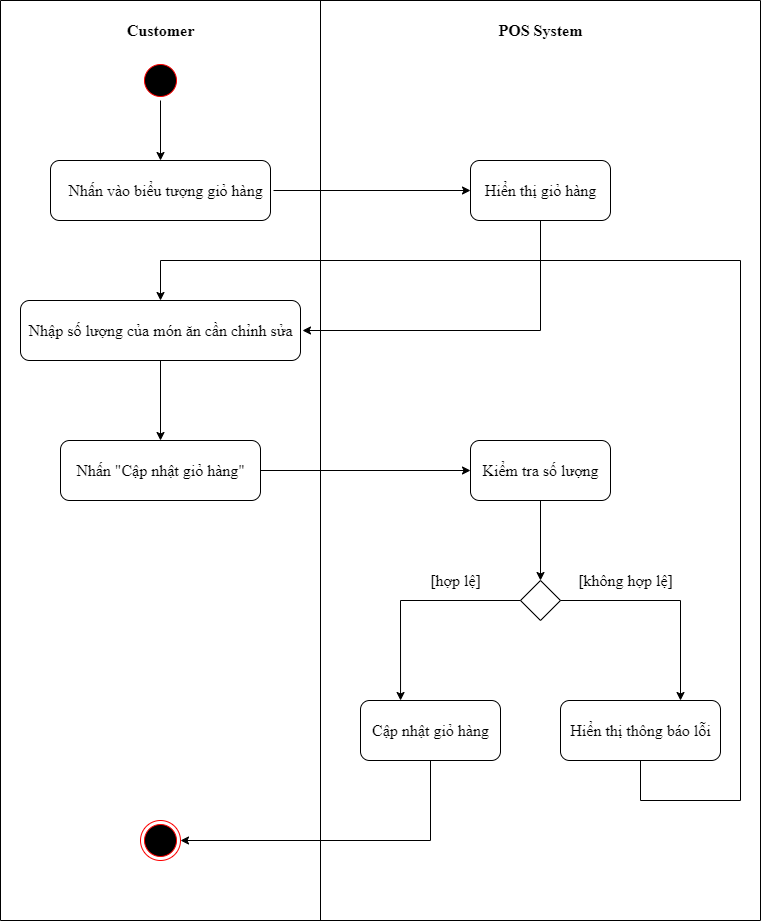 Customer
POS System
Nhấn vào biểu tượng giỏ hàng
Hiển thị giỏ hàng
Nhập số lượng của món ăn cần chỉnh sửa
Nhấn "Cập nhật giỏ hàng"
Kiểm tra số lượng
[hợp lệ]
[không hợp lệ]
Cập nhật giỏ hàng
Hiển thị thông báo lỗi